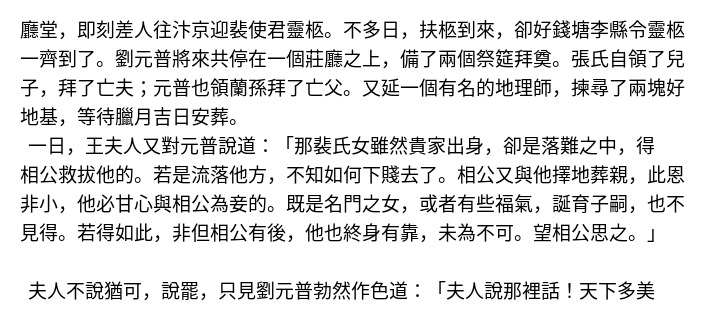 廳堂，即刻差人往汴京迎裴使君靈柩。不多日，扶柩到來，卻好錢塘李縣令靈柩
一齊到了。劉元普將來共停在一個莊廳之上，備了兩個祭筵拜奠。張氏自領了兒
子，拜了亡夫；元普也領蘭孫拜了亡父。又延一個有名的地理師，揀尋了兩塊好
地基，等待臘月吉日安葬。
一日，王夫人又對元普說道：「那裴氏女雖然貴家出身，卻是落難之中，得
相公救拔他的。若是流落他方，不知如何下賤去了。相公又與他擇地葬親，此恩
非小，他必甘心與相公為妾的。既是名門之女，或者有些福氣，誕育子嗣，也不
見得。若得如此，非但相公有後，他也終身有靠，未為不可。望相公思之。」
夫人不說猶可，說罷，只見劉元普勃然作色道：「夫人說那裡話！天下多美